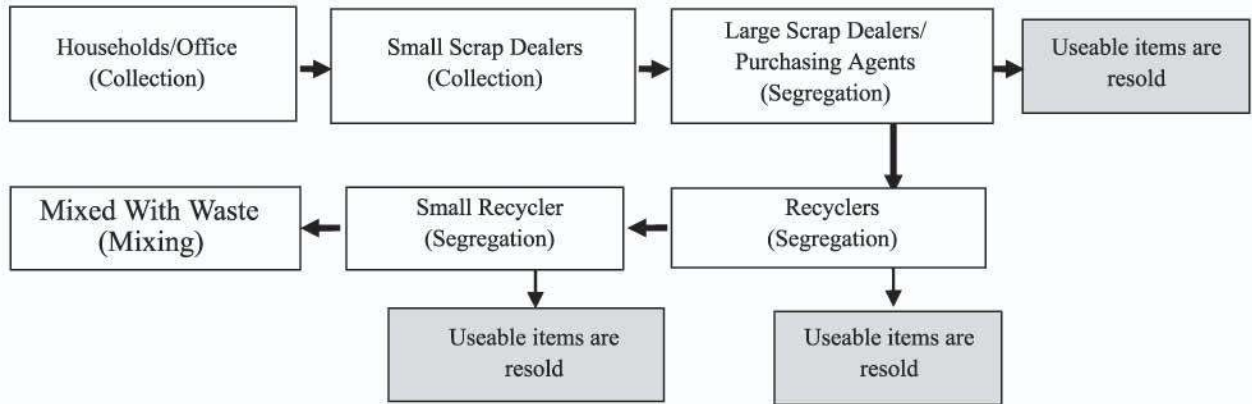 Households/Office
(Collection)
Small Scrap Dealers
(Collection)
Large Scrap Dealers/
Purchasing Agents
(Segregation)
Useable items are
resold
Mixed With Waste
(Mixing)
Small Recycler
(Segregation)
Recyclers
(Segregation)
Useable items are
resold
Useable items are
resold